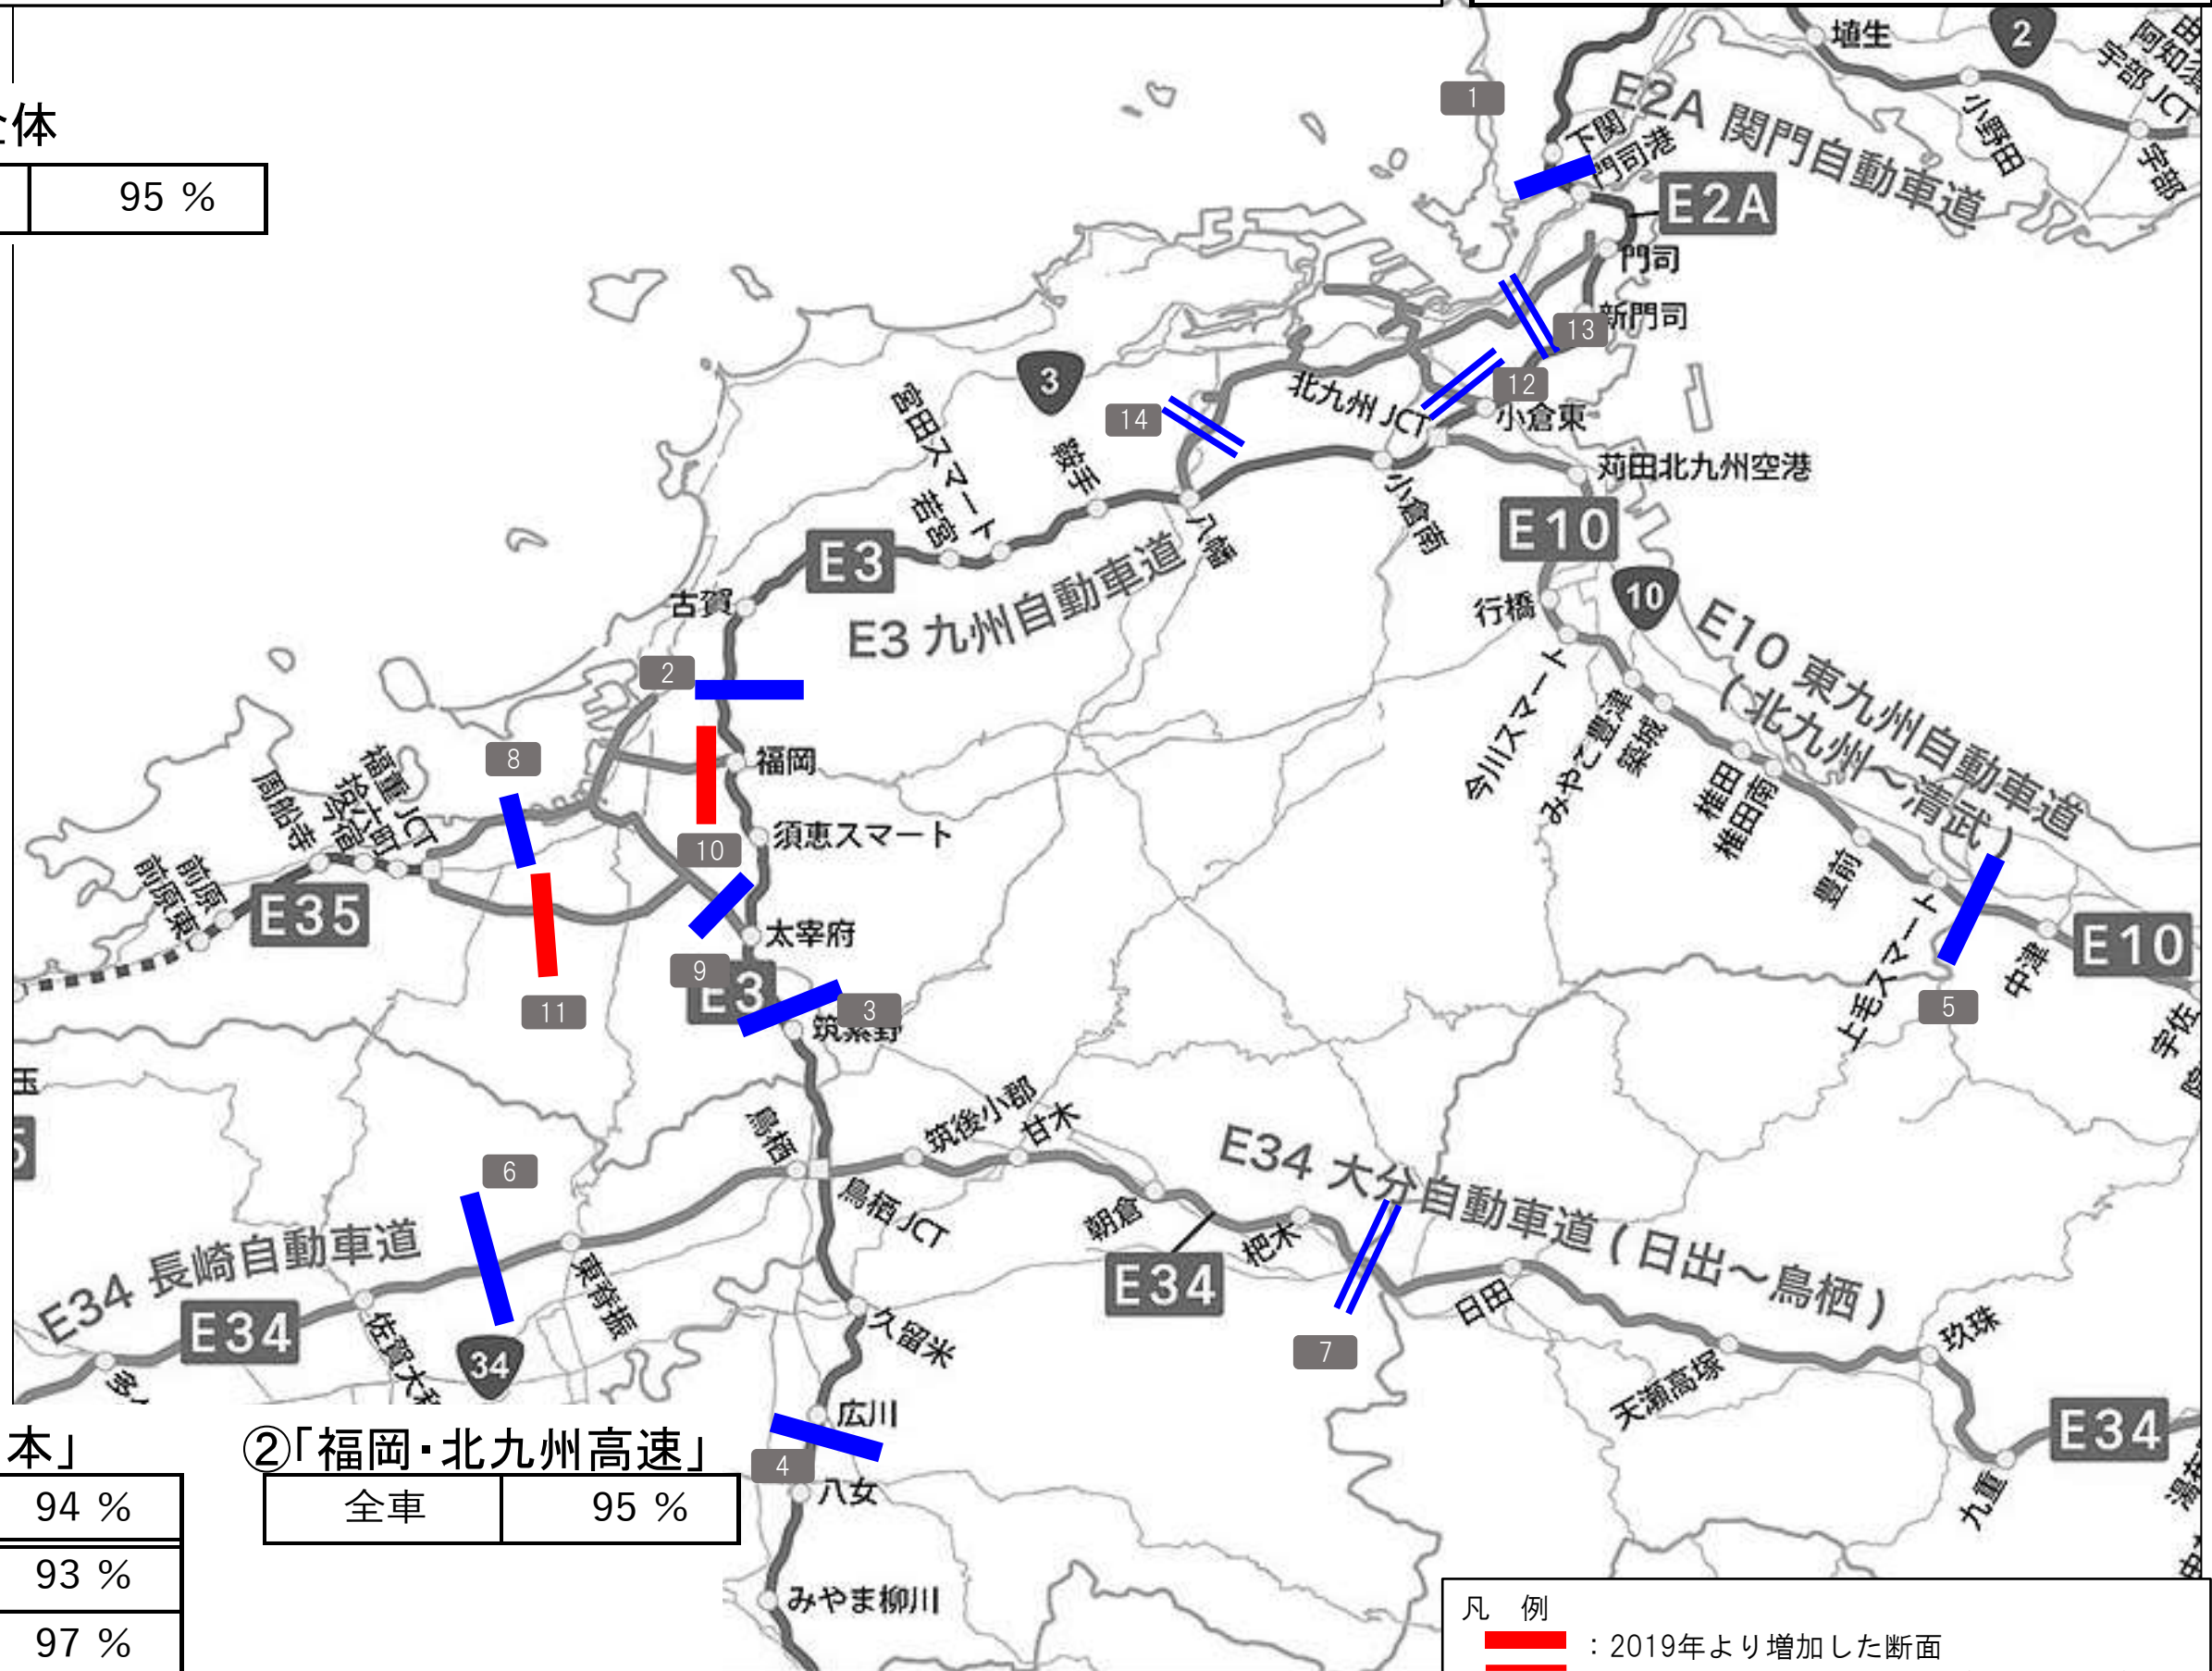 全体
95 %
1
2
埴生
宇部 JCT
小野田
宇部
下関
門司港
E2A 関門自動車道
E2A
門司
新門司
13
12
北九州 JCT
小倉東
苅田北九州空港
小倉南
14
3
宮田スマート
若宮
鞍手
八幡
E3
E3 九州自動車道
古賀
2
福岡
須恵スマート
10
太宰府
9
E3
3
筑紫野
8
福重 JCT
拾六町
今宿
周船寺
前原
前原東
E35
11
E10
行橋
10
E10 東九州自動車道
(北九州~清武)
今川スマート
みやこ豊津
築城
椎田
椎田南
豊前
上毛スマート
中津
E10
5
宇佐
玉
5
6
鳥栖
鳥栖 JCT
筑後小郡
甘木
朝倉
杷木
E34 大分自動車道(日出~鳥栖)
E34
7
日田
天瀬高塚
玖珠
九重
E34
E34 長崎自動車道
E34
佐賀大和
東脊振
34
久留米
広川
4
八女
みやま柳川
本」
94 %
93 %
97 %
②「福岡・北九州高速」
全車 95 %
凡 例
：2019年より増加した断面